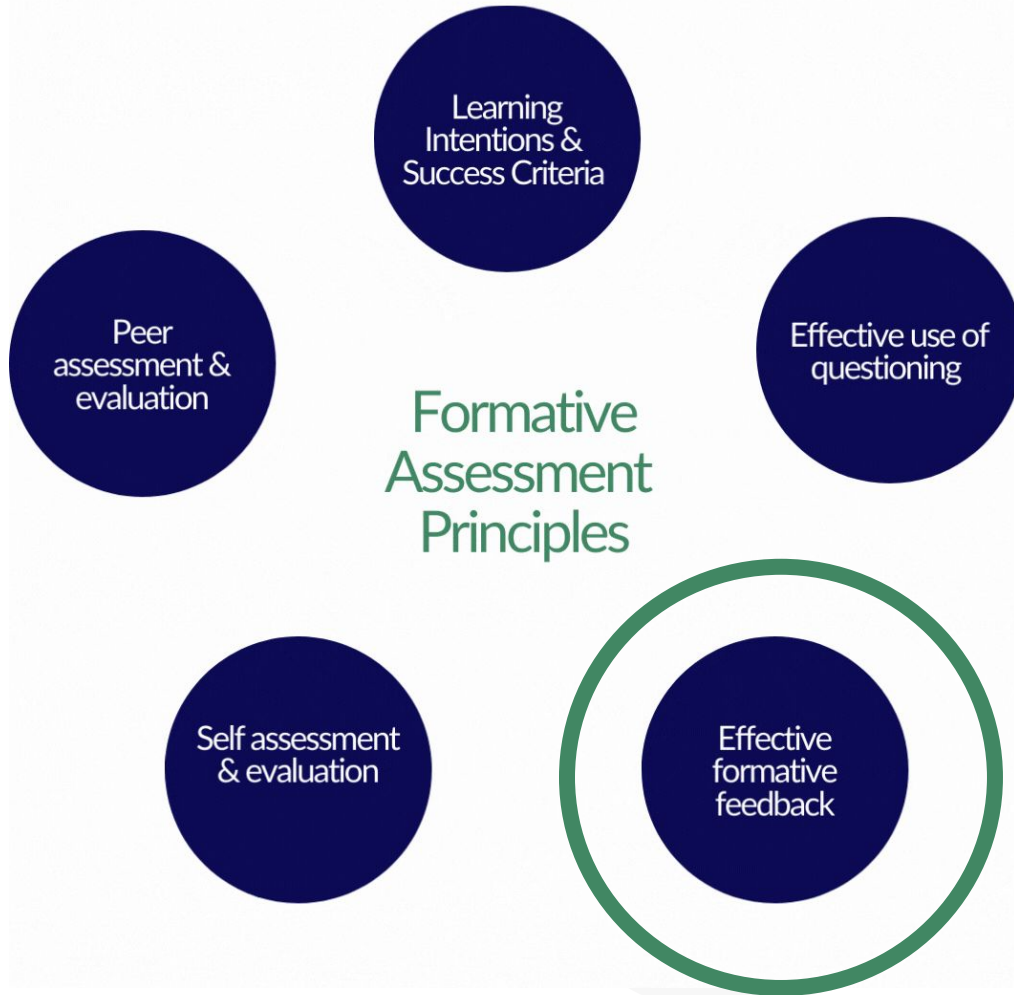 Learning
Intentions &
Success Criteria
Peer
assessment &
evaluation
Effective use of
questioning
Formative
Assessment
Principles
Self assessment
& evaluation
Effective
formative
feedback